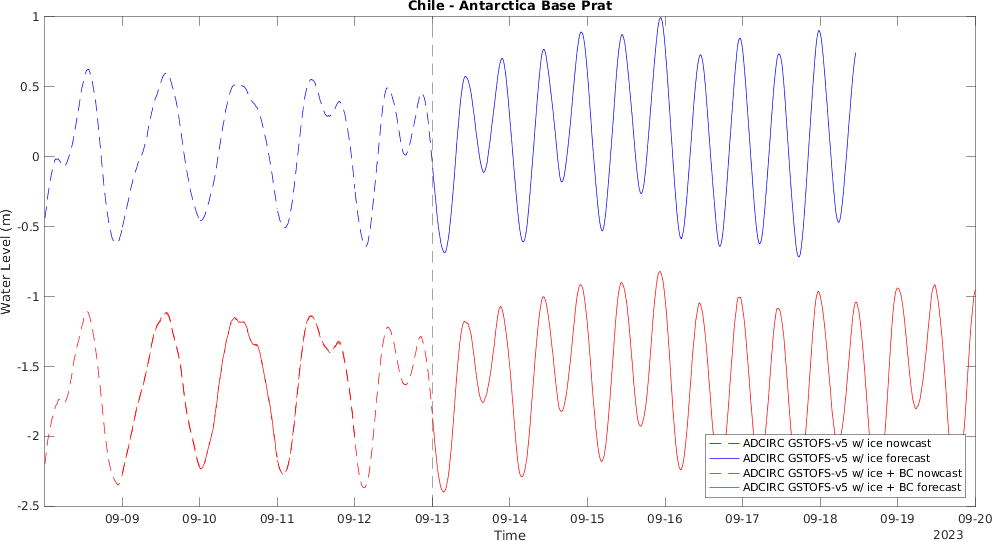 Chile - Antarctica Base Prat
1
0.5
0
-0.5
-1
-1.5
-2
-2.5
Water Level (m)
09-09 09-10 09-11 09-12 09-13 09-14 09-15 09-16 09-17 09-18 09-19 09-20
Time
2023
ADCIRC GSTOFS-v5 w/ ice nowcast
ADCIRC GSTOFS-v5 w/ ice forecast
ADCIRC GSTOFS-v5 w/ ice + BC nowcast
ADCIRC GSTOFS-v5 w/ ice + BC forecast